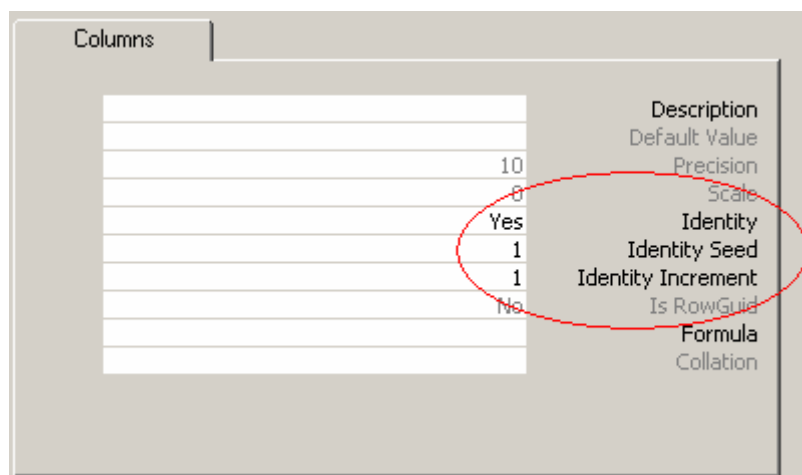 Columns
Description
Default Value
10 Precision
0 Scale
Yes Identity
1 Identity Seed
1 Identity Increment
No Is RowGuid
Formula
Collation